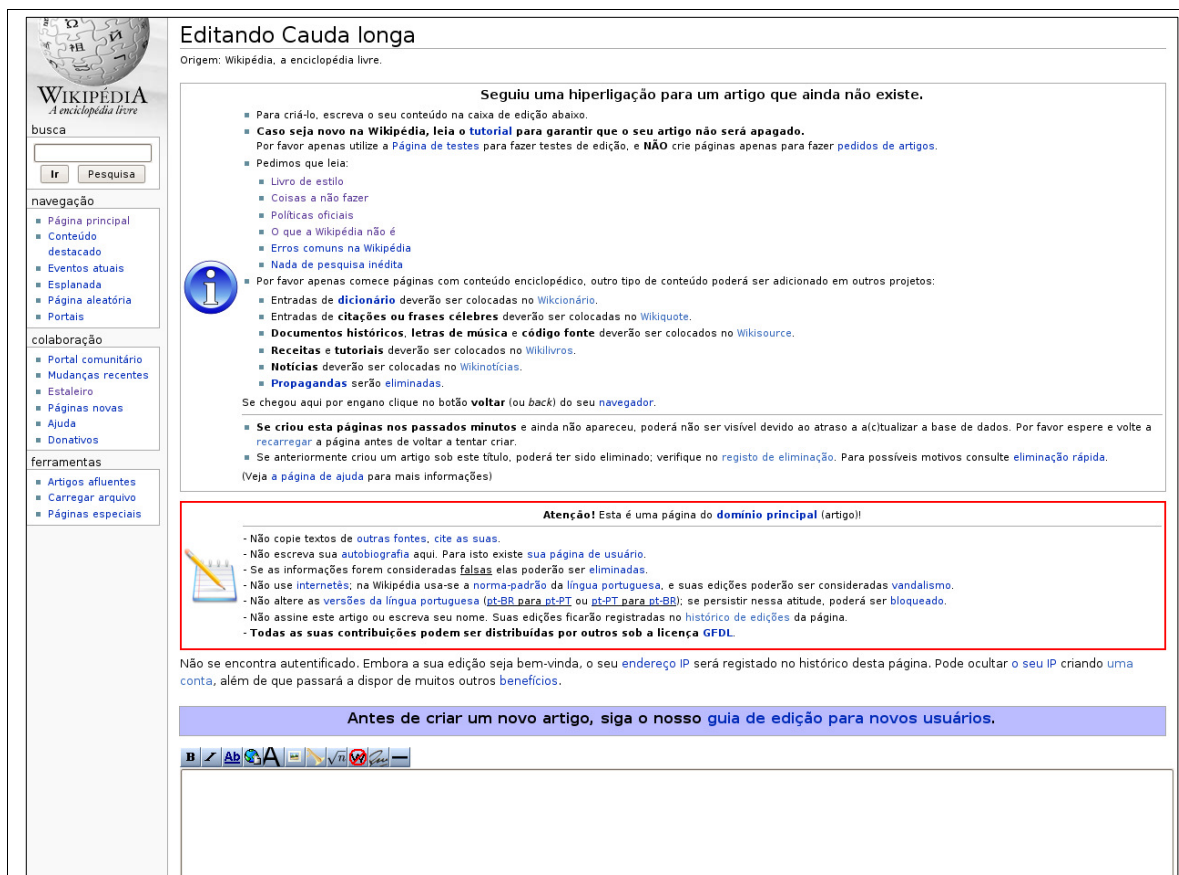 WIKIPÉDIA
A enciclopédia livre
busca
Ir Pesquisa
navegação
Página principal
Conteúdo
destacado
Eventos atuais
Esplanada
Página aleatória
Portais
colaboração
Portal comunitário
Mudanças recentes
Estaleiro
Páginas novas
Ajuda
Donativos
ferramentas
Artigos afluentes
Carregar arquivo
Páginas especiais
Editando Cauda longa
Origem: Wikipédia, a enciclopédia livre.
Seguiu uma hiperligação para um artigo que ainda não existe.
Para criá-lo, escreva o seu conteúdo na caixa de edição abaixo.
Caso seja novo na Wikipédia, leia o tutorial para garantir que o seu artigo não será apagado.
Por favor apenas utilize a Página de testes para fazer testes de edição, e NÃO crie páginas apenas para fazer pedidos de artigos.
Pedimos que leia:
Livro de estilo
Coisas a não fazer
Políticas oficiais
O que a Wikipédia não é
Erros comuns na Wikipédia
Nada de pesquisa inédita
Por favor apenas comece páginas com conteúdo enciclopédico, outro tipo de conteúdo poderá ser adicionado em outros projetos:
Entradas de dicionário deverão ser colocadas no Wikcionário.
Entradas de citações ou frases célebres deverão ser colocadas no Wikiquote.
Documentos históricos, letras de música e código fonte deverão ser colocados no Wikisource.
Receitas e tutoriais deverão ser colocados no Wikilivros.
Notícias deverão ser colocadas no Wikinotícias.
Propagandas serão eliminadas.
Se chegou aqui por engano clique no botão voltar (ou back) do seu navegador.
Se criou esta páginas nos passados minutos e ainda não apareceu, poderá não ser visível devido ao atraso a a(c)tualizar a base de dados. Por favor espere e volte a
recarregar a página antes de voltar a tentar criar.
Se anteriormente criou um artigo sob este título, poderá ter sido eliminado; verifique no registo de eliminação. Para possíveis motivos consulte eliminação rápida.
(Veja a página de ajuda para mais informações)
Atenção! Esta é uma página do domínio principal (artigo)!
- Não copie textos de outras fontes, cite as suas.
- Não escreva sua autobiografia aqui. Para isto existe sua página de usuário.
- Se as informações forem consideradas falsas elas poderão ser eliminadas.
- Não use internetês; na Wikipédia usa-se a norma-padrão da língua portuguesa, e suas edições poderão ser consideradas vandalismo.
- Não altere as versões da língua portuguesa (pt-BR para pt-PT ou pt-PT para pt-BR); se persistir nessa atitude, poderá ser bloqueado.
- Não assine este artigo ou escreva seu nome. Suas edições ficarão registradas no histórico de edições da página.
- Todas as suas contribuições podem ser distribuídas por outros sob a licença GFDL.
Não se encontra autentificado. Embora a sua edição seja bem-vinda, o seu endereço IP será registado no histórico desta página. Pode ocultar o seu IP criando uma
conta, além de que passará a dispor de muitos outros benefícios.
Antes de criar um novo artigo, siga o nosso guia de edição para novos usuários.
B I Ab A √n W